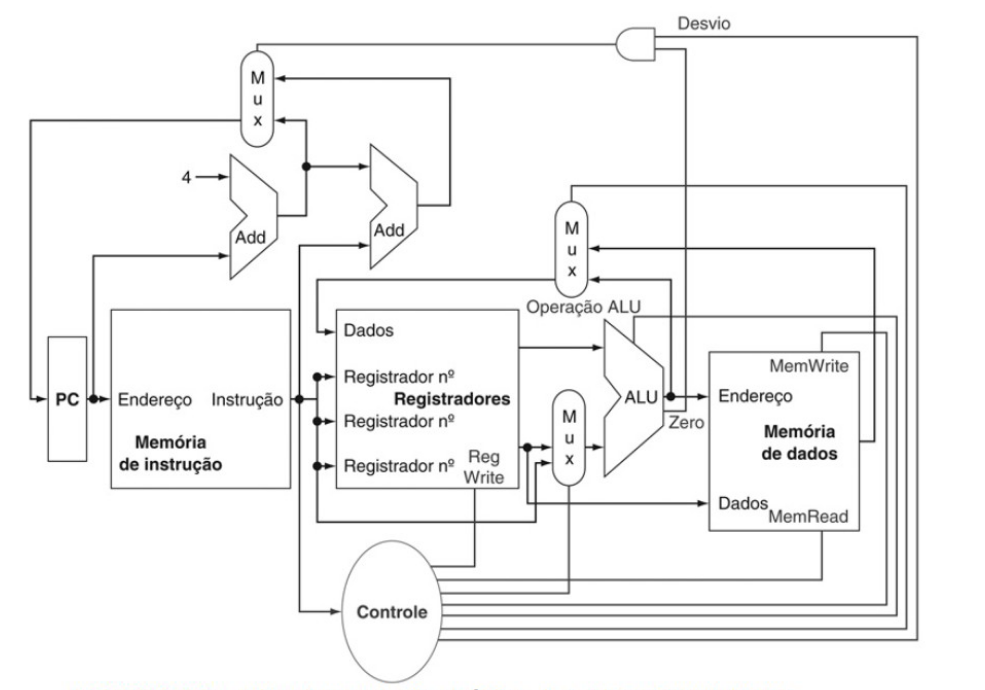 Desvio
M
u
x
4
Add
Add
M
u
x
Operação ALU
Dados
Registrador nº
Registradores
Registrador nº
Registrador nº
Reg
Write
PC
Endereço
Instrução
Memória
de instrução
M
u
x
ALU
Zero
MemWrite
Endereço
Memória
de dados
Dados
MemRead
Controle